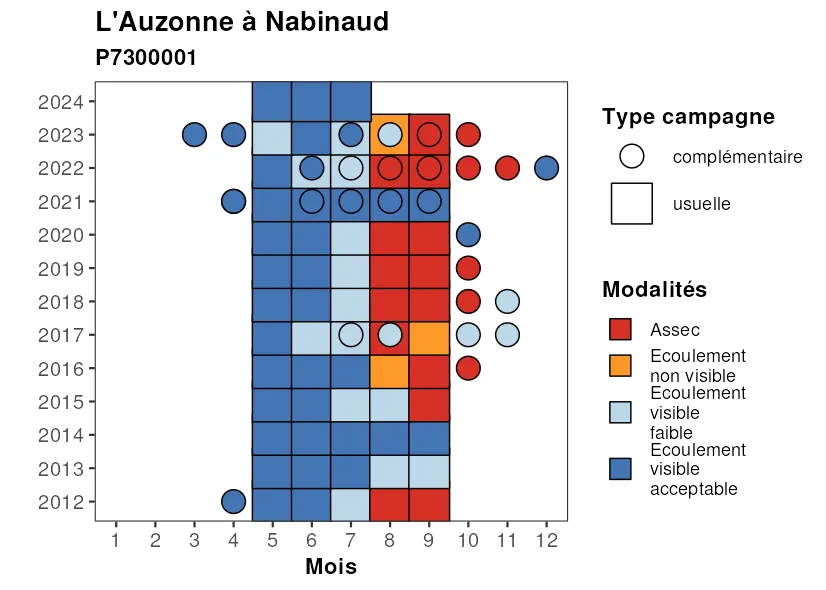 L'Auzonne à Nabinaud
P7300001
2024
2023
2022
2021
2020
2019
2018
2017
2016
2015
2014
2013
2012
1 2 3 4 5 6 7 8 9 10 11 12
Mois
Type campagne
complémentaire
usuelle
Modalités
Assec
Ecoulement
non visible
Ecoulement
visible
faible
Ecoulement
visible
acceptable